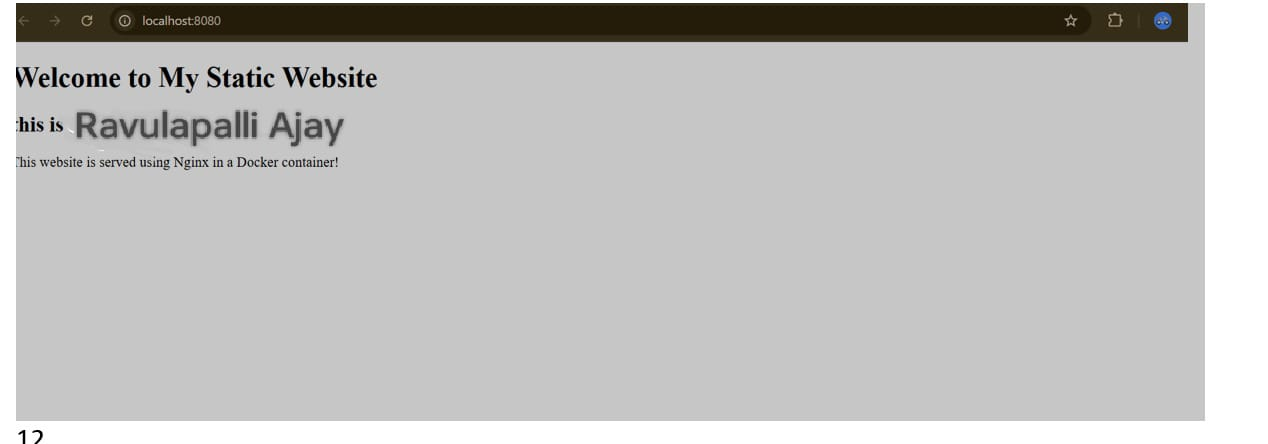 localhost:8080
Welcome to My Static Website
this is Ravulapalli Ajay
This website is served using Nginx in a Docker container!
12